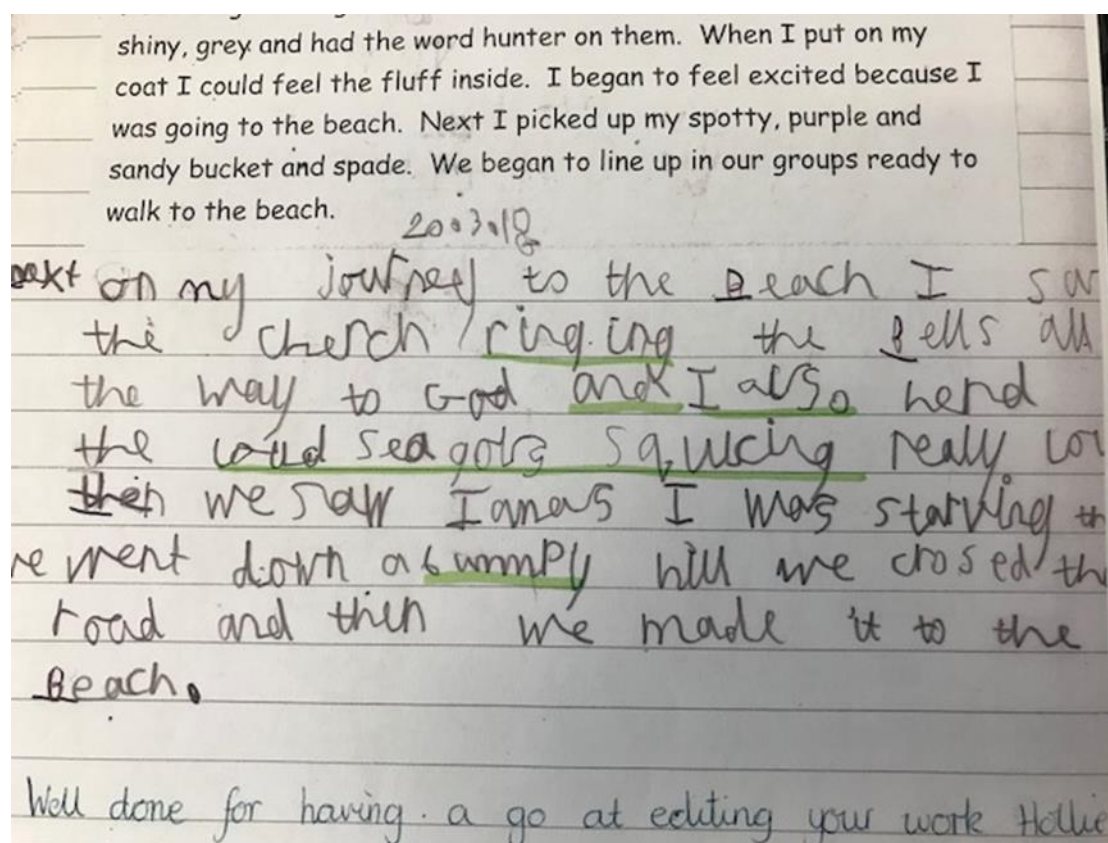 shiny, grey and had the word hunter on them. When I put on my
coat I could feel the fluff inside. I began to feel excited because I
was going to the beach. Next I picked up my spotty, purple and
sandy bucket and spade. We began to line up in our groups ready to
walk to the beach.
20.3.18
next on my journey to the Beach I saw
the cherch ringing the Bells all
the way to God and I also herd
the loud sea gols squicing really lou
then we saw I was starving th
we went down a bummpy hill we crosed th
road and then we made it to the
Beach.
Well done for having a go at editing your work Hollie